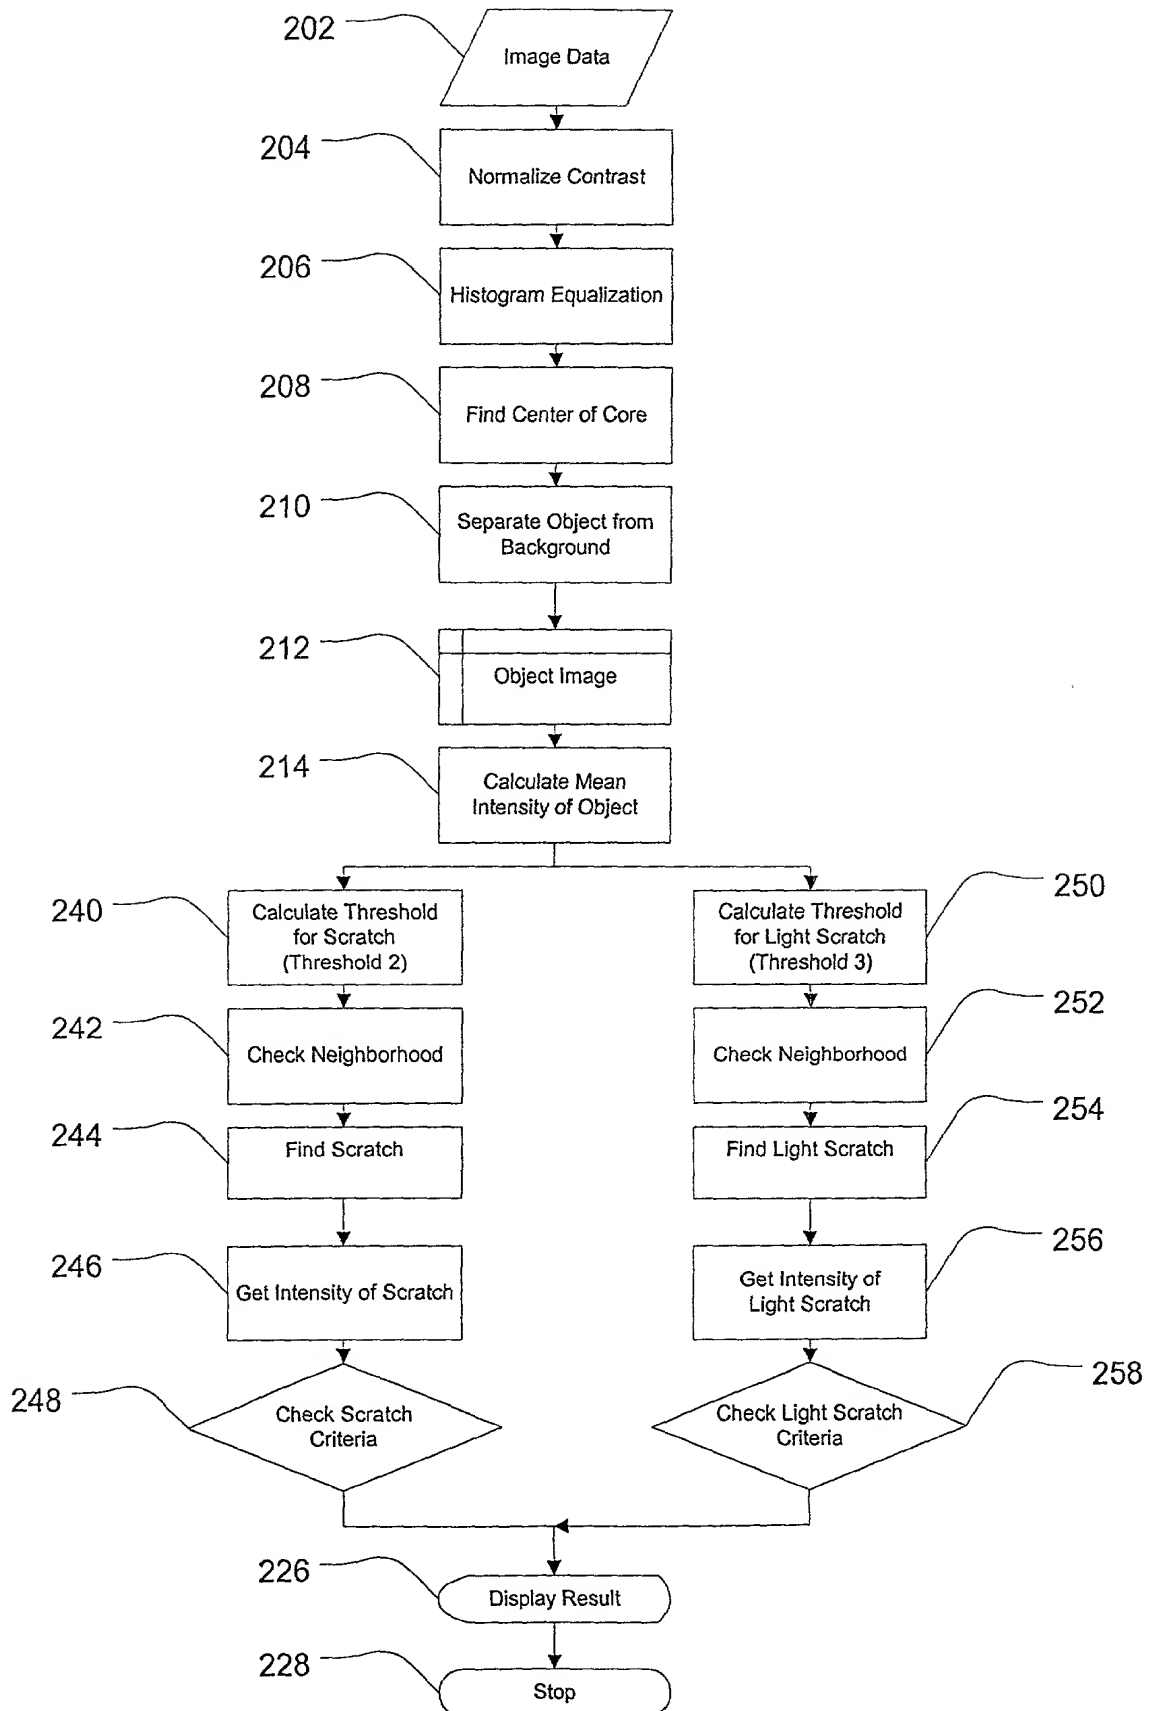 202
Image Data
204
Normalize Contrast
206
Histogram Equalization
208
Find Center of Core
210
Separate Object from
Background
212
Object Image
214
Calculate Mean
Intensity of Object
240
Calculate Threshold
for Scratch
(Threshold 2)
250
Calculate Threshold
for Light Scratch
(Threshold 3)
242
Check Neighborhood
252
Check Neighborhood
244
Find Scratch
254
Find Light Scratch
246
Get Intensity of Scratch
256
Get Intensity of
Light Scratch
248
Check Scratch
Criteria
258
Check Light Scratch
Criteria
226
Display Result
228
Stop